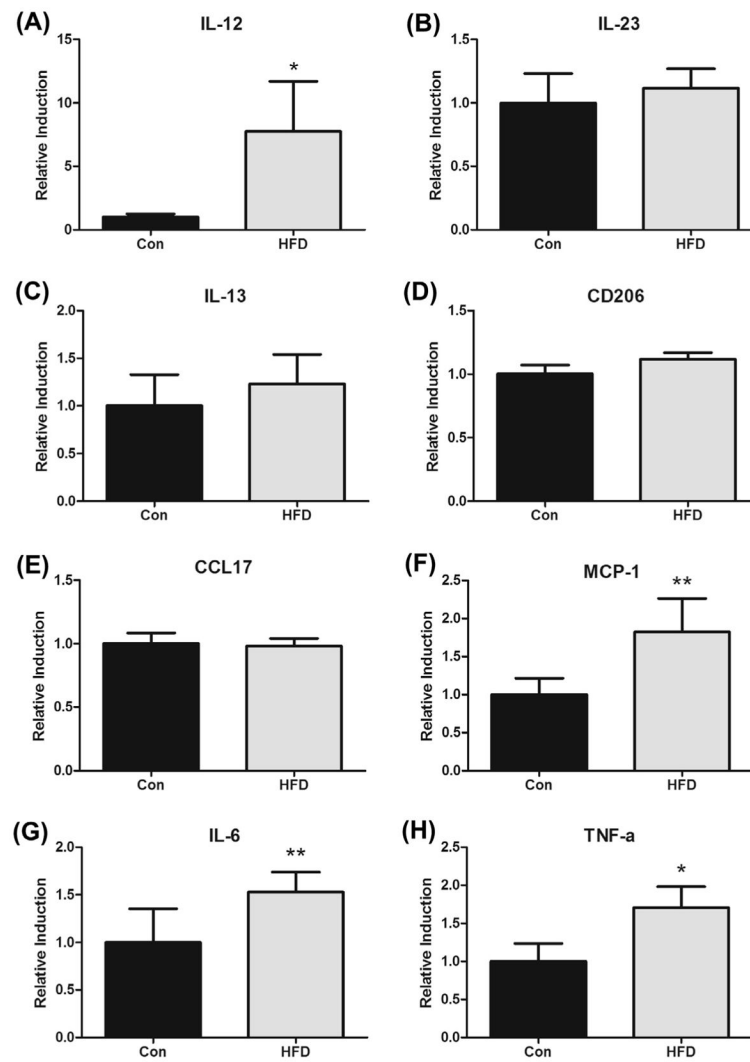 (A)
IL-12
*
Relative Induction
15
10
5
0
Con HFD
(B)
IL-23
Relative Induction
1.5
1.0
0.5
0.0
Con HFD
(C)
IL-13
Relative Induction
2.0
1.5
1.0
0.5
0.0
Con HFD
(D)
CD206
Relative Induction
1.5
1.0
0.5
0.0
Con HFD
(E)
CCL17
Relative Induction
1.5
1.0
0.5
0.0
Con HFD
(F)
MCP-1
**
Relative Induction
2.5
2.0
1.5
1.0
0.5
0.0
Con HFD
(G)
IL-6
**
Relative Induction
2.0
1.5
1.0
0.5
0.0
Con HFD
(H)
TNF-a
*
Relative Induction
2.5
2.0
1.5
1.0
0.5
0.0
Con HFD